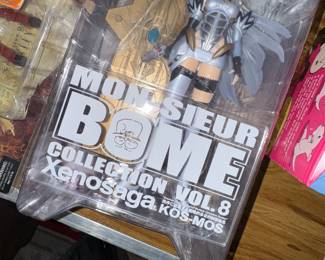 MONSIEUR
BOME
COLLECTION VOL.8
Xenosaga
KOS-MOS